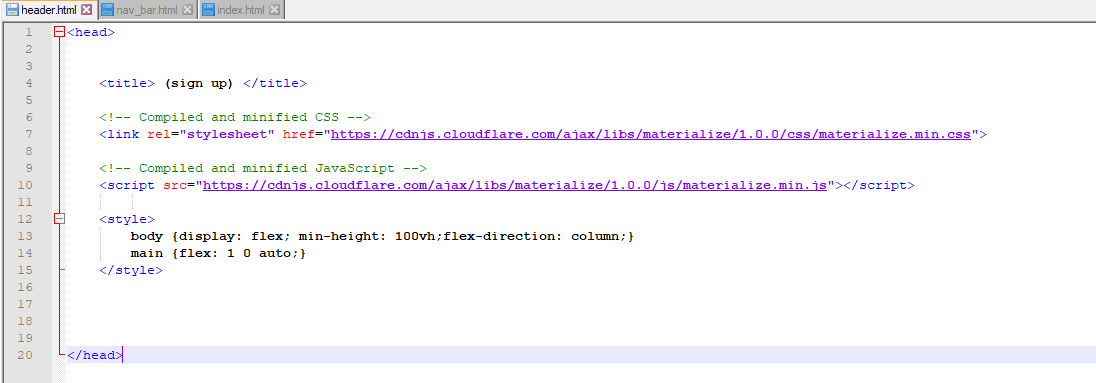 header.html nav_bar.html index.html
1 <head>
2
3
4 <title> (sign up) </title>
5
6 <!-- Compiled and minified CSS -->
7 <link rel="stylesheet" href="https://cdnjs.cloudflare.com/ajax/libs/materialize/1.0.0/css/materialize.min.css">
8
9 <!-- Compiled and minified JavaScript -->
10 <script src="https://cdnjs.cloudflare.com/ajax/libs/materialize/1.0.0/js/materialize.min.js"></script>
11
12 <style>
13 body {display: flex; min-height: 100vh;flex-direction: column;}
14 main {flex: 1 0 auto;}
15 </style>
16
17
18
19
20 </head>